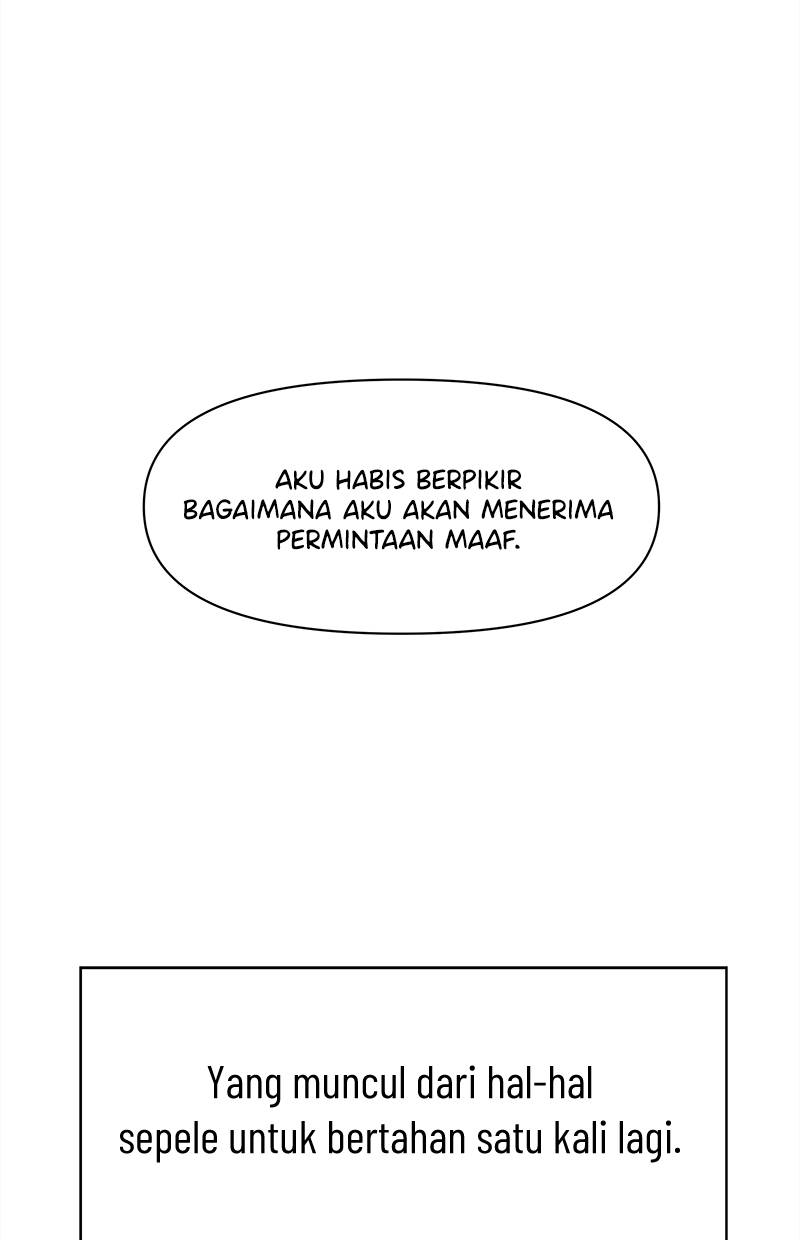 AKU HABIS BERPIKIR
BAGAIMANA AKU AKAN MENERIMA
PERMINTAAN MAAF.
Yang muncul dari hal-hal
sepele untuk bertahan satu kali lagi.